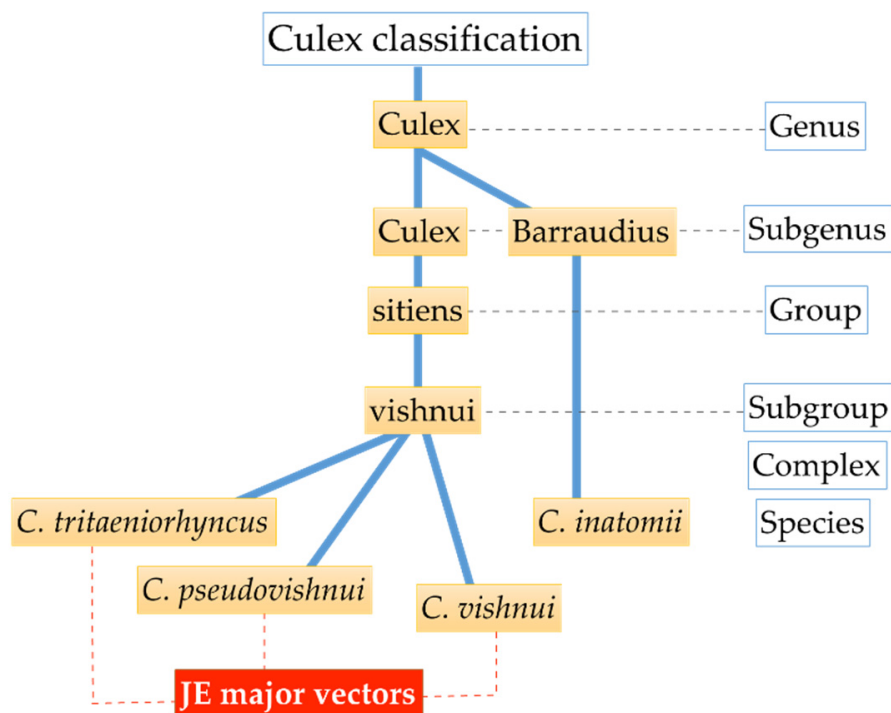 Culex classification
Culex
Genus
Culex
Barraudius
Subgenus
sitiens
Group
vishnui
Subgroup
Complex
C. tritaeniorhyncus
C. inatomii
Species
C. pseudovishnui
C. vishnui
JE major vectors